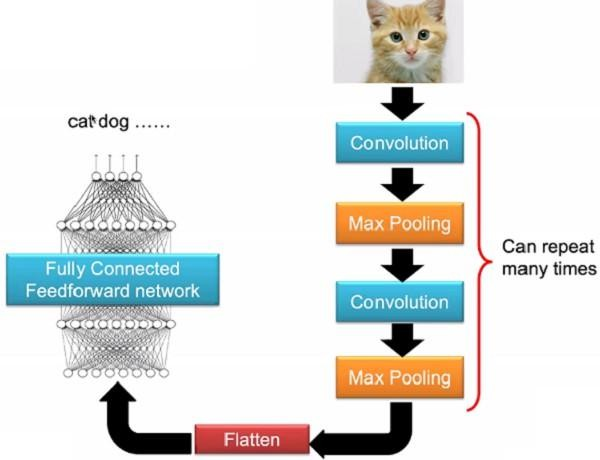 cat dog ……
Convolution
Max Pooling
Can repeat
many times
Fully Connected
Feedforward network
Convolution
Max Pooling
Flatten